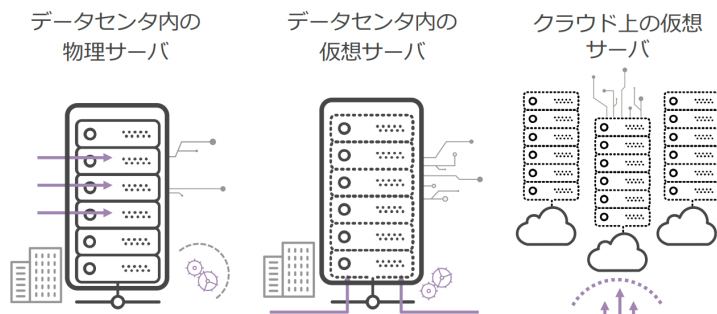 データセンタ内の
物理サーバ
データセンタ内の
仮想サーバ
クラウド上の仮想
サーバ